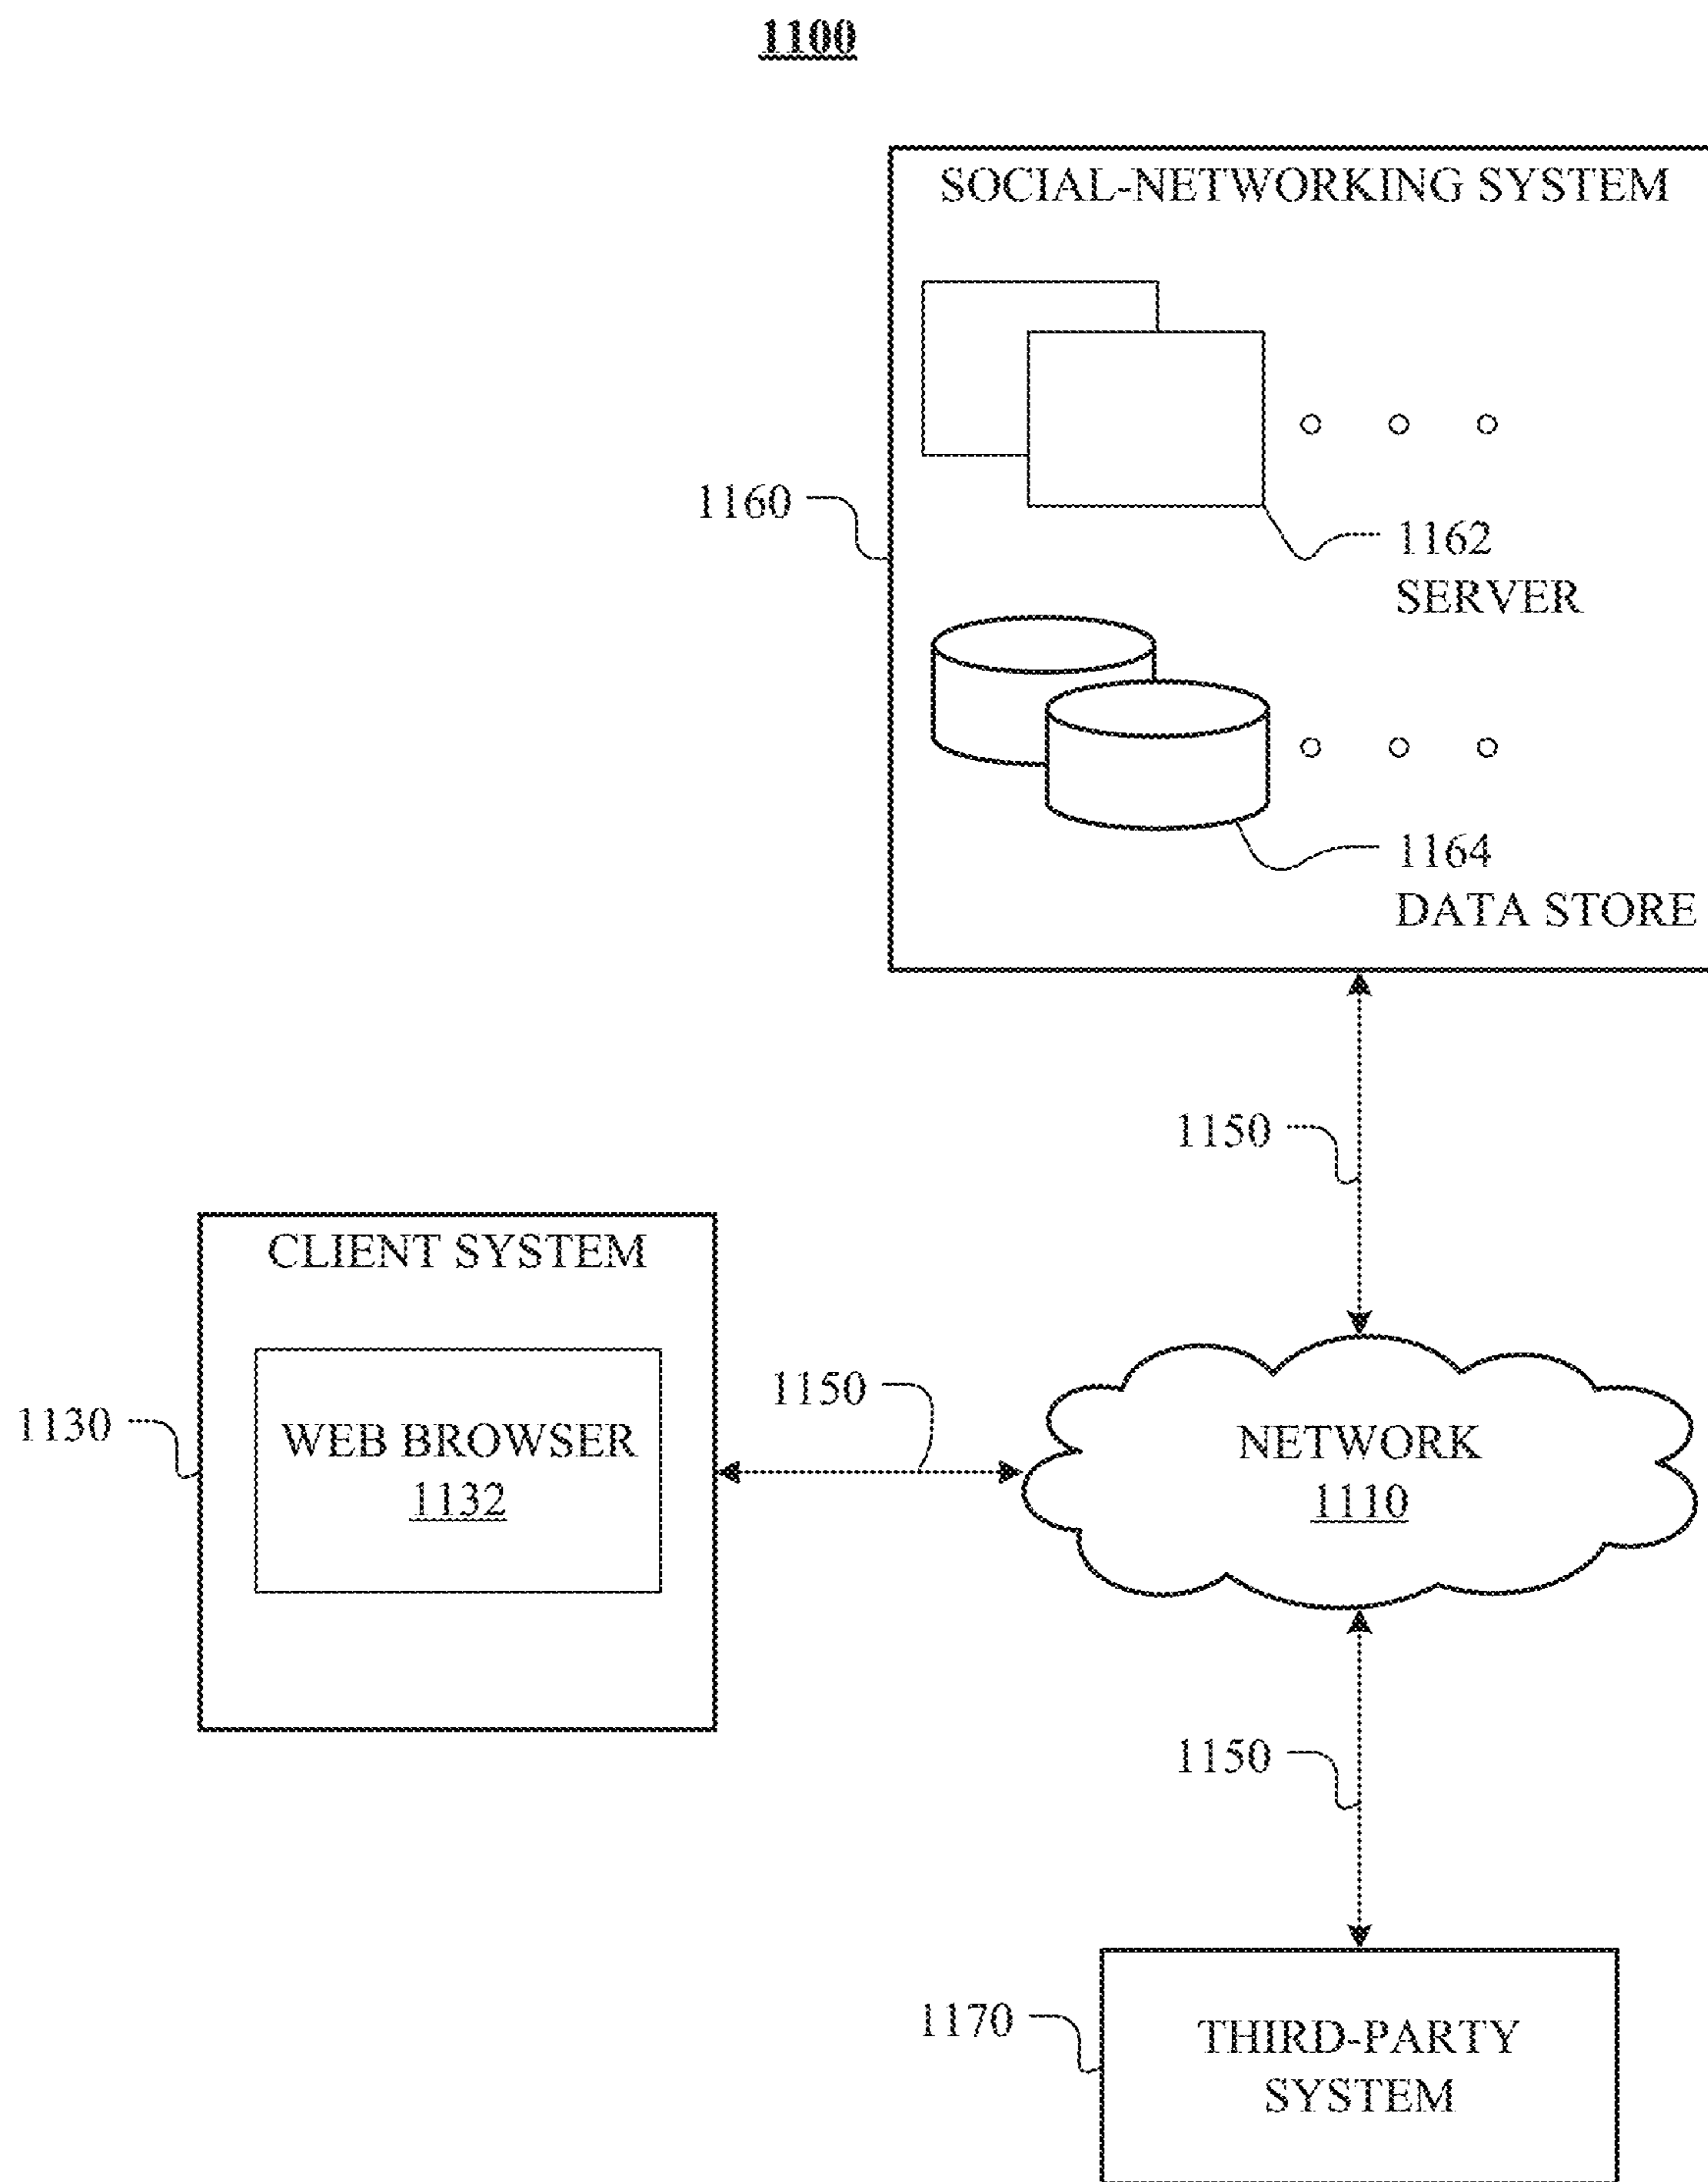 1100
SOCIAL-NETWORKING SYSTEM
1160
1162
SERVER
1164
DATA STORE
1150
CLIENT SYSTEM
1130
WEB BROWSER
1132
1150
NETWORK
1110
1150
1170
THIRD-PARTY
SYSTEM